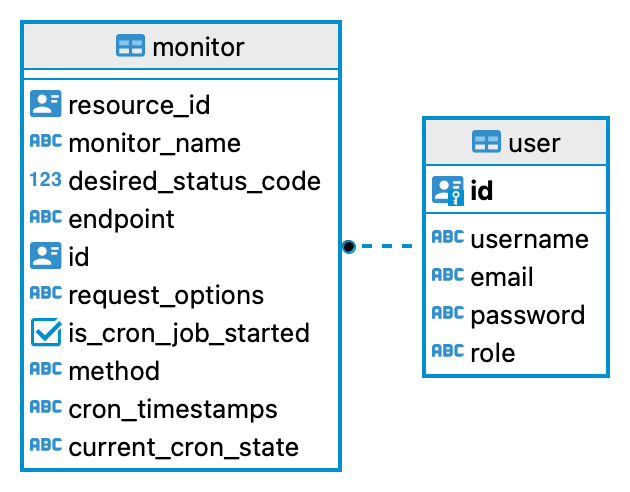 monitor
resource_id
ABC monitor_name
123 desired_status_code
ABC endpoint
id
ABC request_options
is_cron_job_started
ABC method
ABC cron_timestamps
ABC current_cron_state
user
id
ABC username
ABC email
ABC password
ABC role